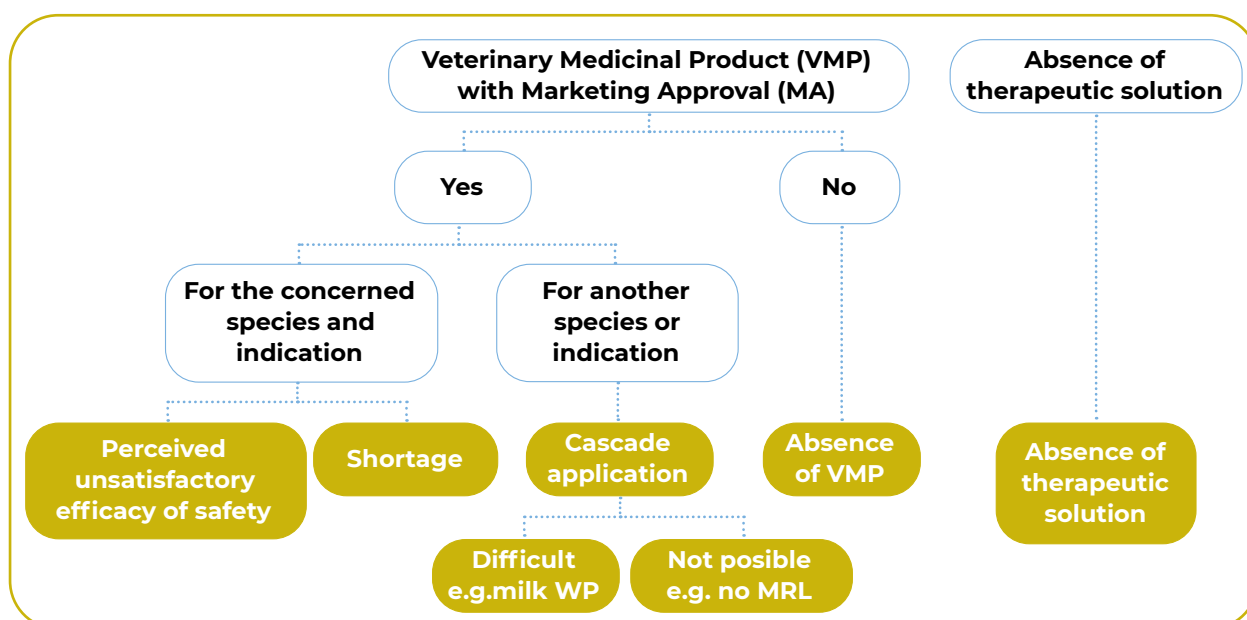 Veterinary Medicinal Product (VMP)
with Marketing Approval (MA)
Absence of
therapeutic solution
Yes
No
For the concerned
species and
indication
For another
species or
indication
Perceived
unsatisfactory
efficacy of safety
Shortage
Cascade
application
Absence
of VMP
Absence of
therapeutic
solution
Difficult
e.g.milk WP
Not posible
e.g. no MRL